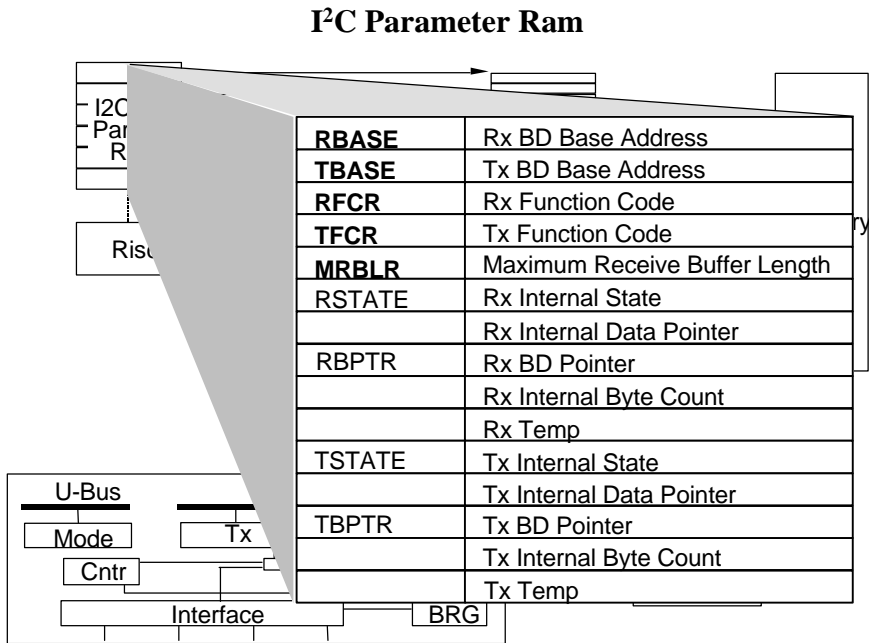 I²C Parameter Ram
I2C
RBASE Rx BD Base Address
TBASE Tx BD Base Address
RFCR Rx Function Code
TFCR Tx Function Code
MRBLR Maximum Receive Buffer Length
RSTATE Rx Internal State
Rx Internal Data Pointer
RBPTR Rx BD Pointer
Rx Internal Byte Count
Rx Temp
TSTATE Tx Internal State
Tx Internal Data Pointer
TBPTR Tx BD Pointer
Tx Internal Byte Count
Tx Temp
U-Bus
Mode Tx
Cntr
Interface BRG